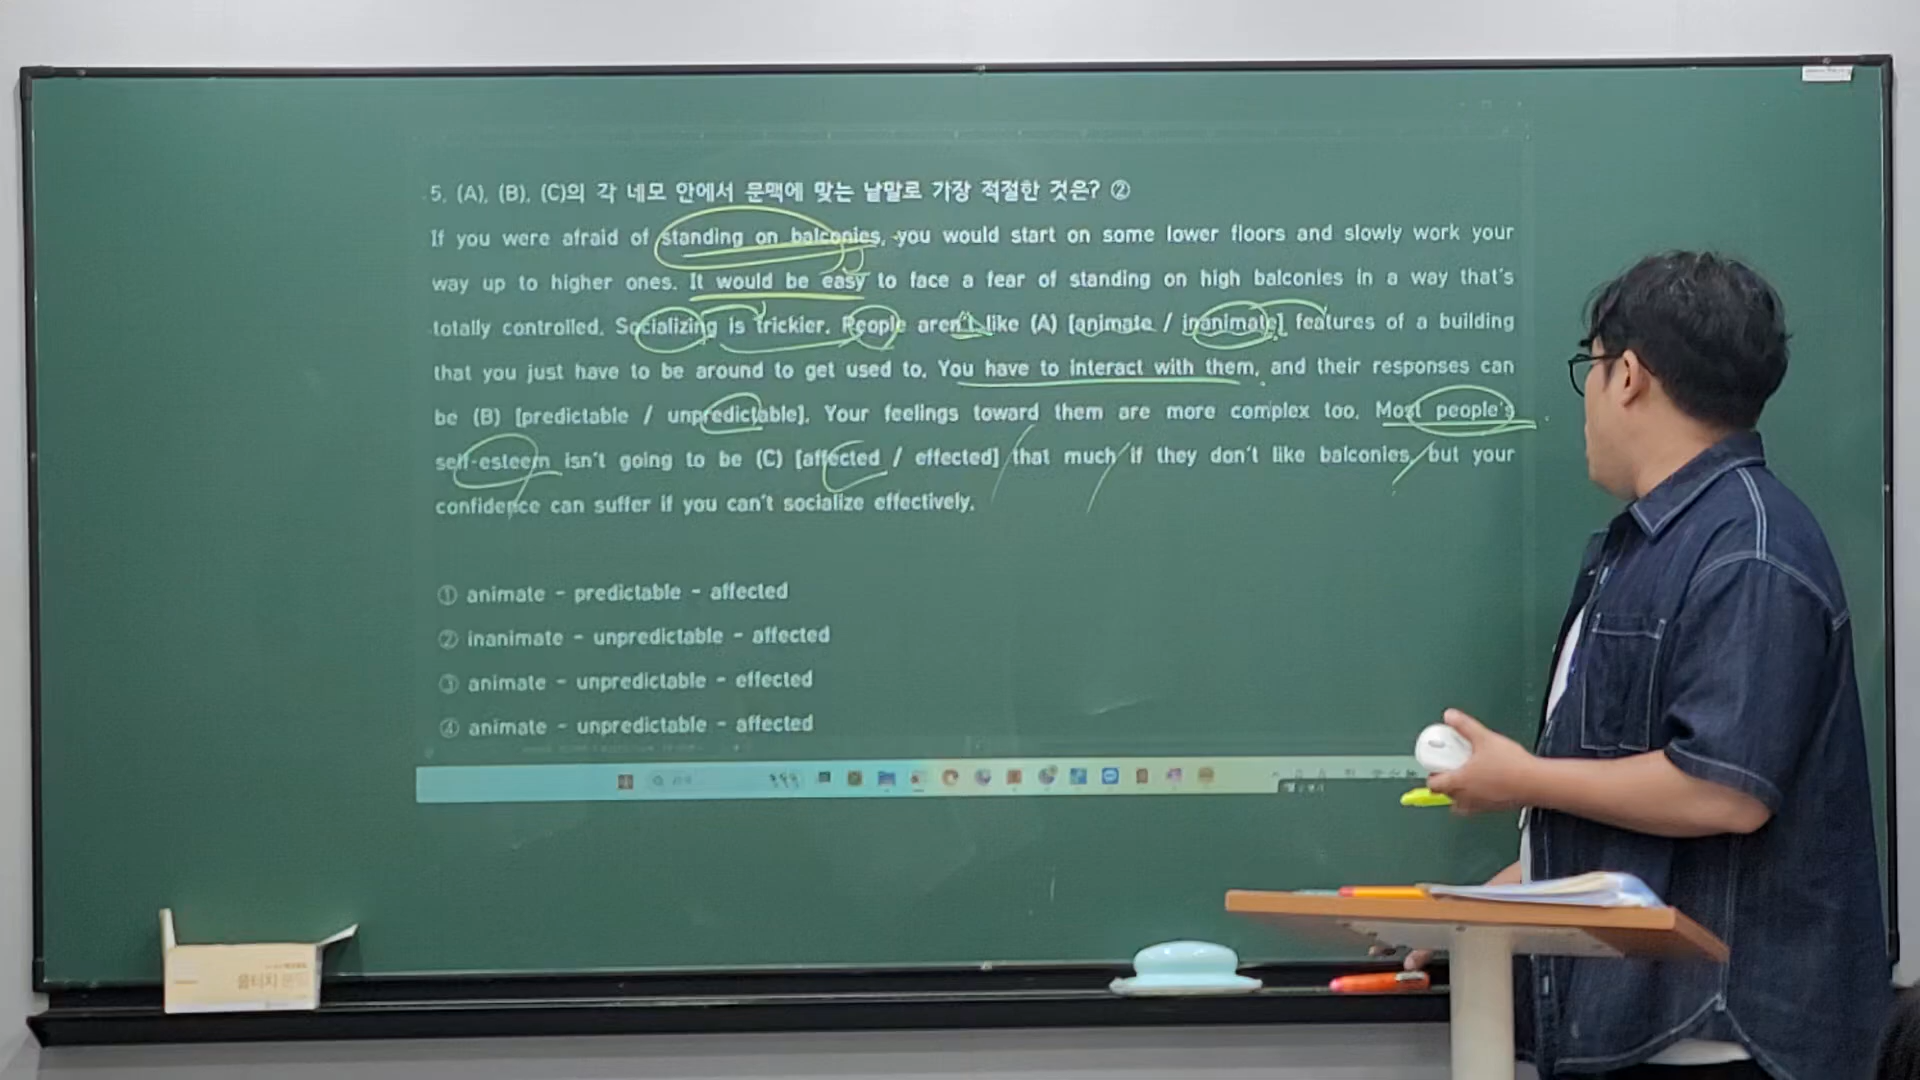 5. (A), (B), (C)의 각 네모 안에서 문맥에 맞는 낱말로 가장 적절한 것은? ②
If you were afraid of standing on balconies, you would start on some lower floors and slowly work your
way up to higher ones. It would be easy to face a fear of standing on high balconies in a way that's
totally controlled. Socializing is trickier. People aren't like (A) [animate / inanimate] features of a building
that you just have to be around to get used to. You have to interact with them, and their responses can
be (B) [predictable / unpredictable]. Your feelings toward them are more complex too. Most people's
self-esteem isn't going to be (C) [affected / effected] that much if they don't like balconies, but your
confidence can suffer if you can't socialize effectively.
① animate - predictable - affected
② inanimate - unpredictable - affected
③ animate - unpredictable - effected
④ animate - unpredictable - affected